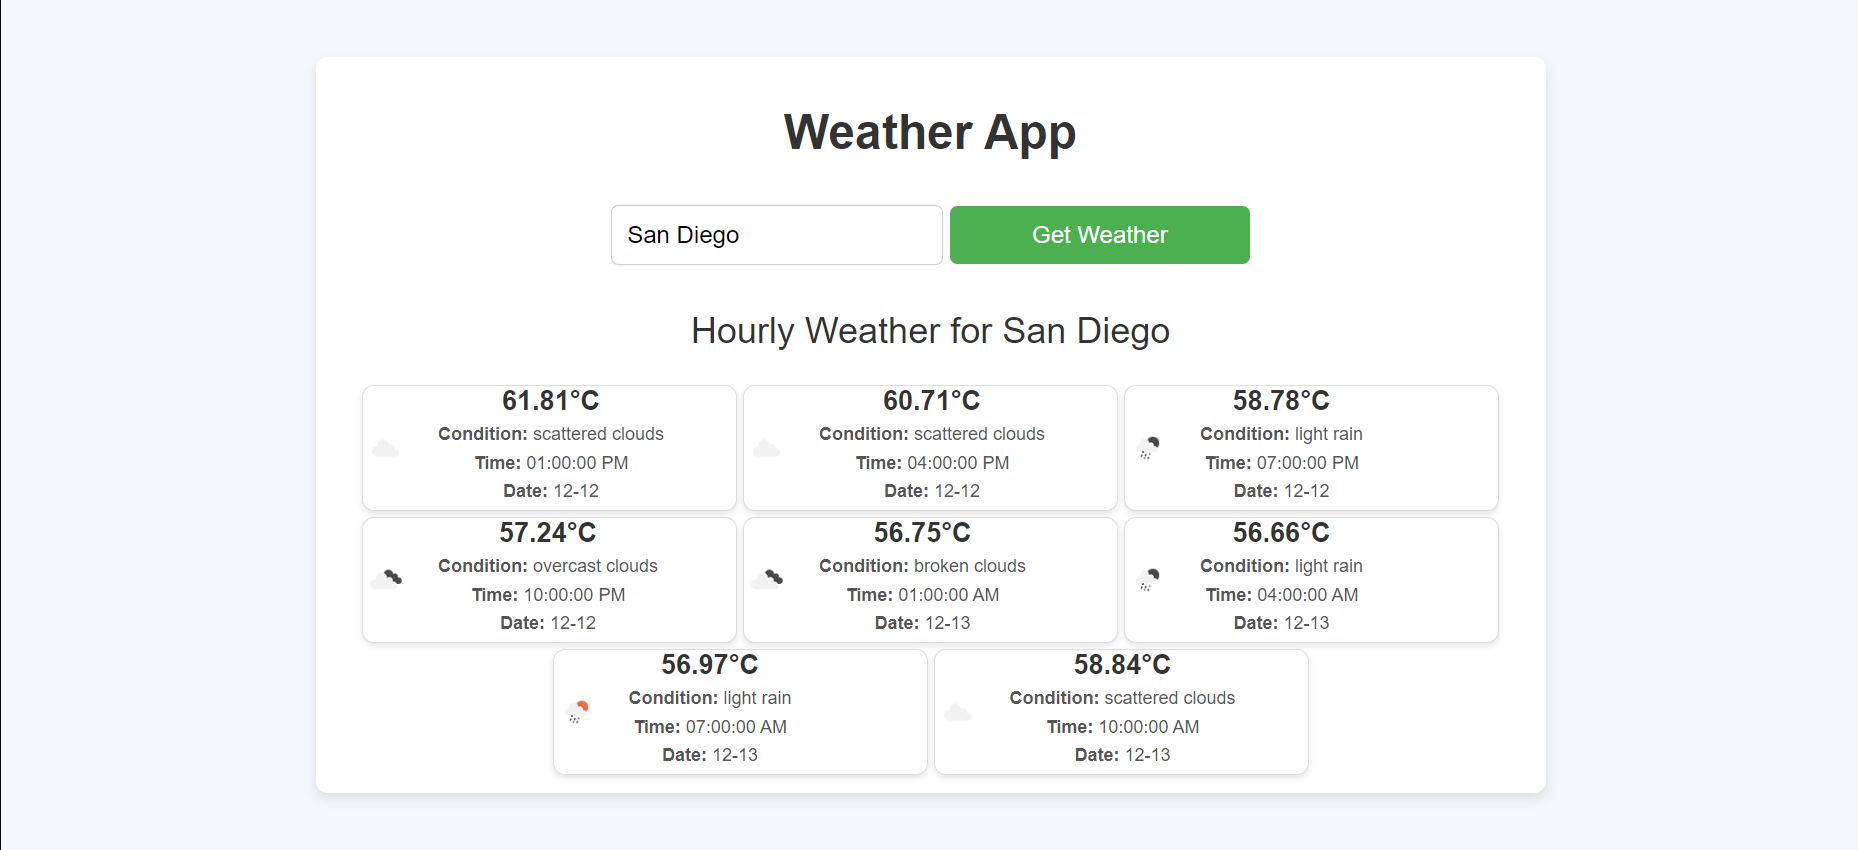 Weather App
San Diego
Get Weather
Hourly Weather for San Diego
61.81°C
Condition: scattered clouds
Time: 01:00:00 PM
Date: 12-12
60.71°C
Condition: scattered clouds
Time: 04:00:00 PM
Date: 12-12
58.78°C
Condition: light rain
Time: 07:00:00 PM
Date: 12-12
57.24°C
Condition: overcast clouds
Time: 10:00:00 PM
Date: 12-12
56.75°C
Condition: broken clouds
Time: 01:00:00 AM
Date: 12-13
56.66°C
Condition: light rain
Time: 04:00:00 AM
Date: 12-13
56.97°C
Condition: light rain
Time: 07:00:00 AM
Date: 12-13
58.84°C
Condition: scattered clouds
Time: 10:00:00 AM
Date: 12-13